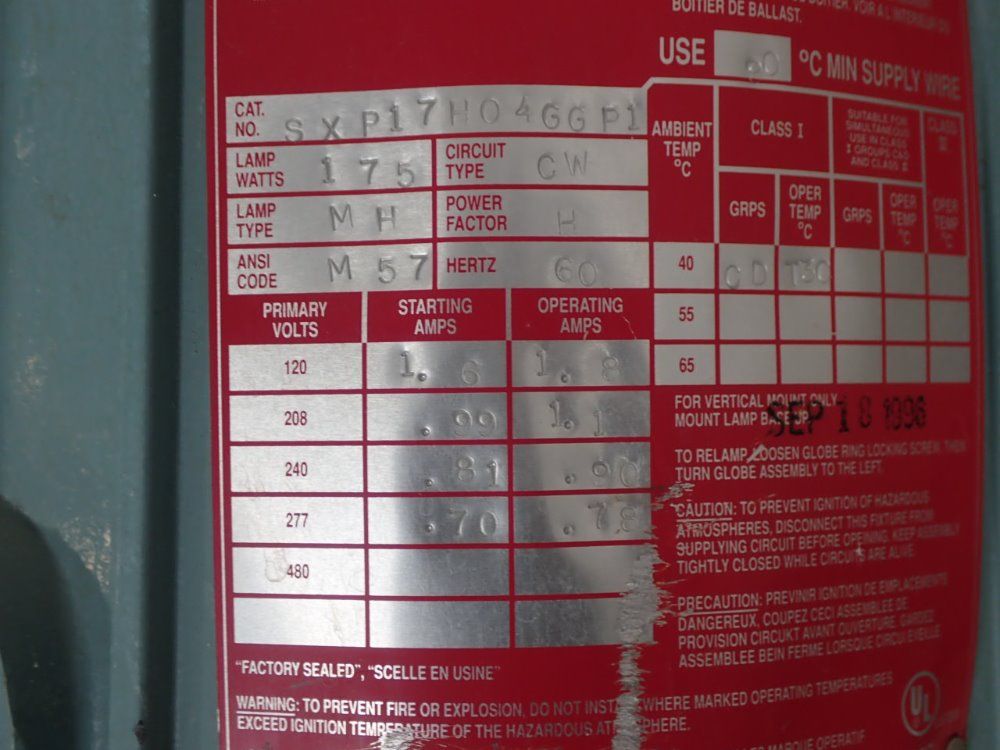 BOITIER DE BALLAST.
USE 60 °C MIN SUPPLY WIRE
CAT. NO. SXP17H04GGP1
LAMP WATTS 175 CIRCUIT TYPE CW
LAMP TYPE MH POWER FACTOR H
ANSI CODE M57 HERTZ 60
PRIMARY VOLTS STARTING AMPS OPERATING AMPS
120 1.6 1.8
208 .99 1.1
240 .81 .90
277 .70 .78
480
AMBIENT TEMP °C CLASS I SUITABLE FOR SIMULTANEOUS USE IN CLASS I GROUPS C&D AND CLASS II CLASS II
GRPS OPER TEMP °C GRPS OPER TEMP °C OPER TEMP °C
40 CD T3C
55
65
FOR VERTICAL MOUNT ONLY
MOUNT LAMP BASE UP
SEP 18 1996
TO RELAMP, LOOSEN GLOBE RING LOCKING SCREW, THEN
TURN GLOBE ASSEMBLY TO THE LEFT.
CAUTION: TO PREVENT IGNITION OF HAZARDOUS
ATMOSPHERES, DISCONNECT THIS FIXTURE FROM
SUPPLYING CIRCUIT BEFORE OPEINING. KEEP ASSEMBLY
TIGHTLY CLOSED WHILE CIRCUITS ARE ALIVE.
PRECAUTION: PREVINIR IGNITION DE EMPLACEMENTS
DANGEREUX, COUPEZ CECI ASSEMBLEE DE
PROVISION CIRCUKT AVANT OUVERTURE. GARDEZ
ASSEMBLEE BEIN FERME LORSQUE CIRCUI EVELLE.
"FACTORY SEALED", "SCELLE EN USINE"
WARNING: TO PREVENT FIRE OR EXPLOSION, DO NOT WHERE MARKED OPERATING TEMPERATURES
EXCEED IGNITION TEMPERATURE OF THE HAZARDOUS ATMOSPHERE.
UL